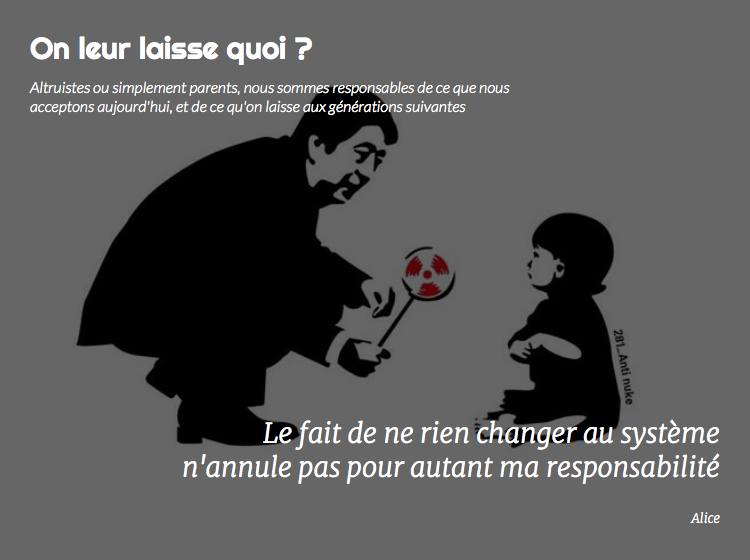 On leur laisse quoi ?
Altruistes ou simplement parents, nous sommes responsables de ce que nous
acceptons aujourd'hui, et de ce qu'on laisse aux générations suivantes
281_Anti nuke
Le fait de ne rien changer au système
n'annule pas pour autant ma responsabilité
Alice